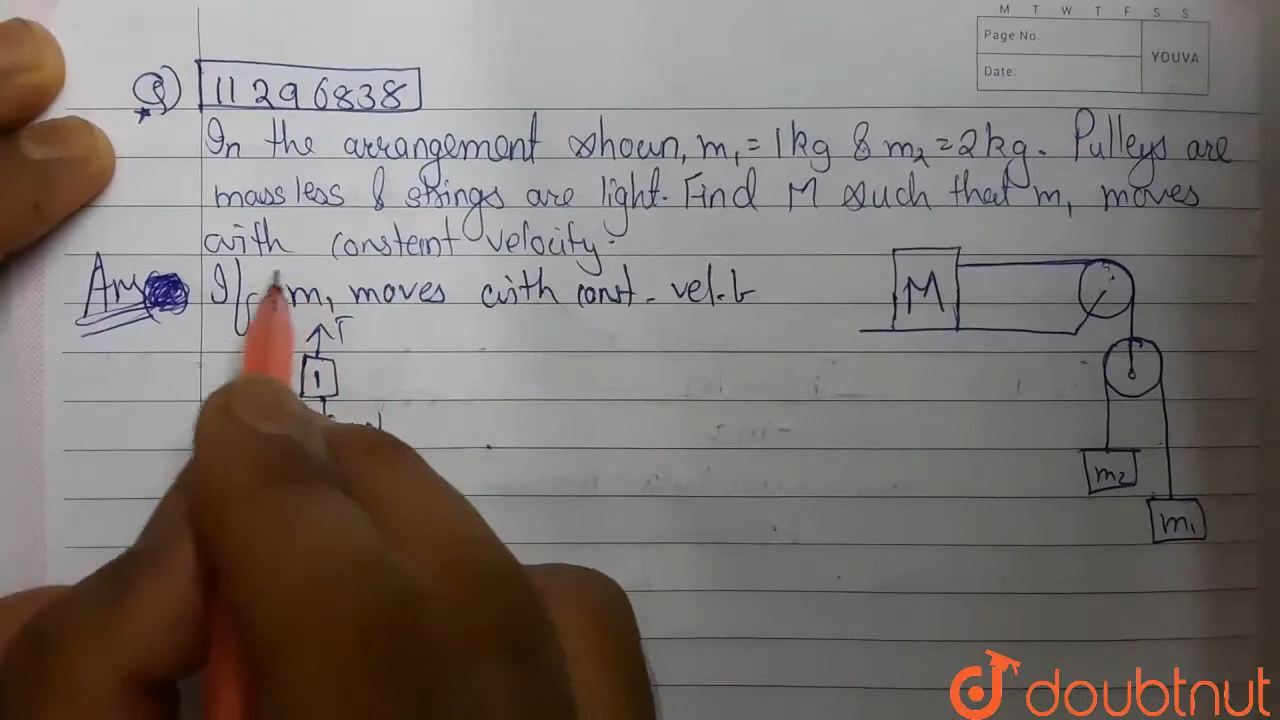 M T W T F S S
Page No.
YOUVA
Date:
Q) 11296838
In the arrangement shown, m₁ = 1kg & m₂ = 2kg. Pulleys are
massless & strings are light. Find M such that m₁ moves
with constant velocity.
Ans If m₁ moves with const. vel.
T
1
M
m₂
m₁
doubtnut